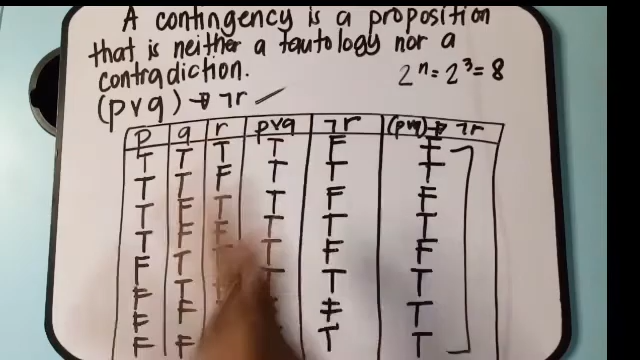 A contingency is a proposition
that is neither a tautology nor a
contradiction.
2ⁿ = 2³ = 8
(p∨q) → ¬r
p q r p∨q ¬r (p∨q) → ¬r
T T T T F F
T T F T T T
T F T T F F
T F F T T T
F T T F F
F T T T T
F F F T
F F T T